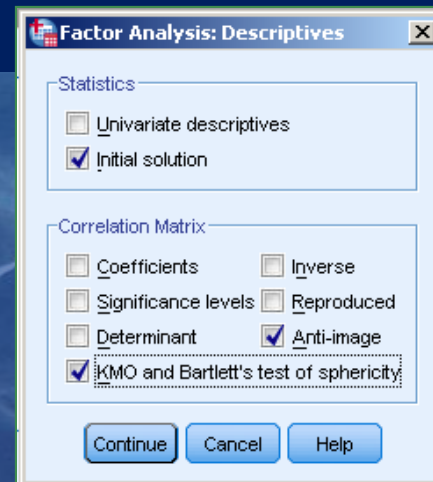 Factor Analysis: Descriptives
Statistics
Univariate descriptives
Initial solution
Correlation Matrix
Coefficients Inverse
Significance levels Reproduced
Determinant Anti-image
KMO and Bartlett's test of sphericity
Continue Cancel Help